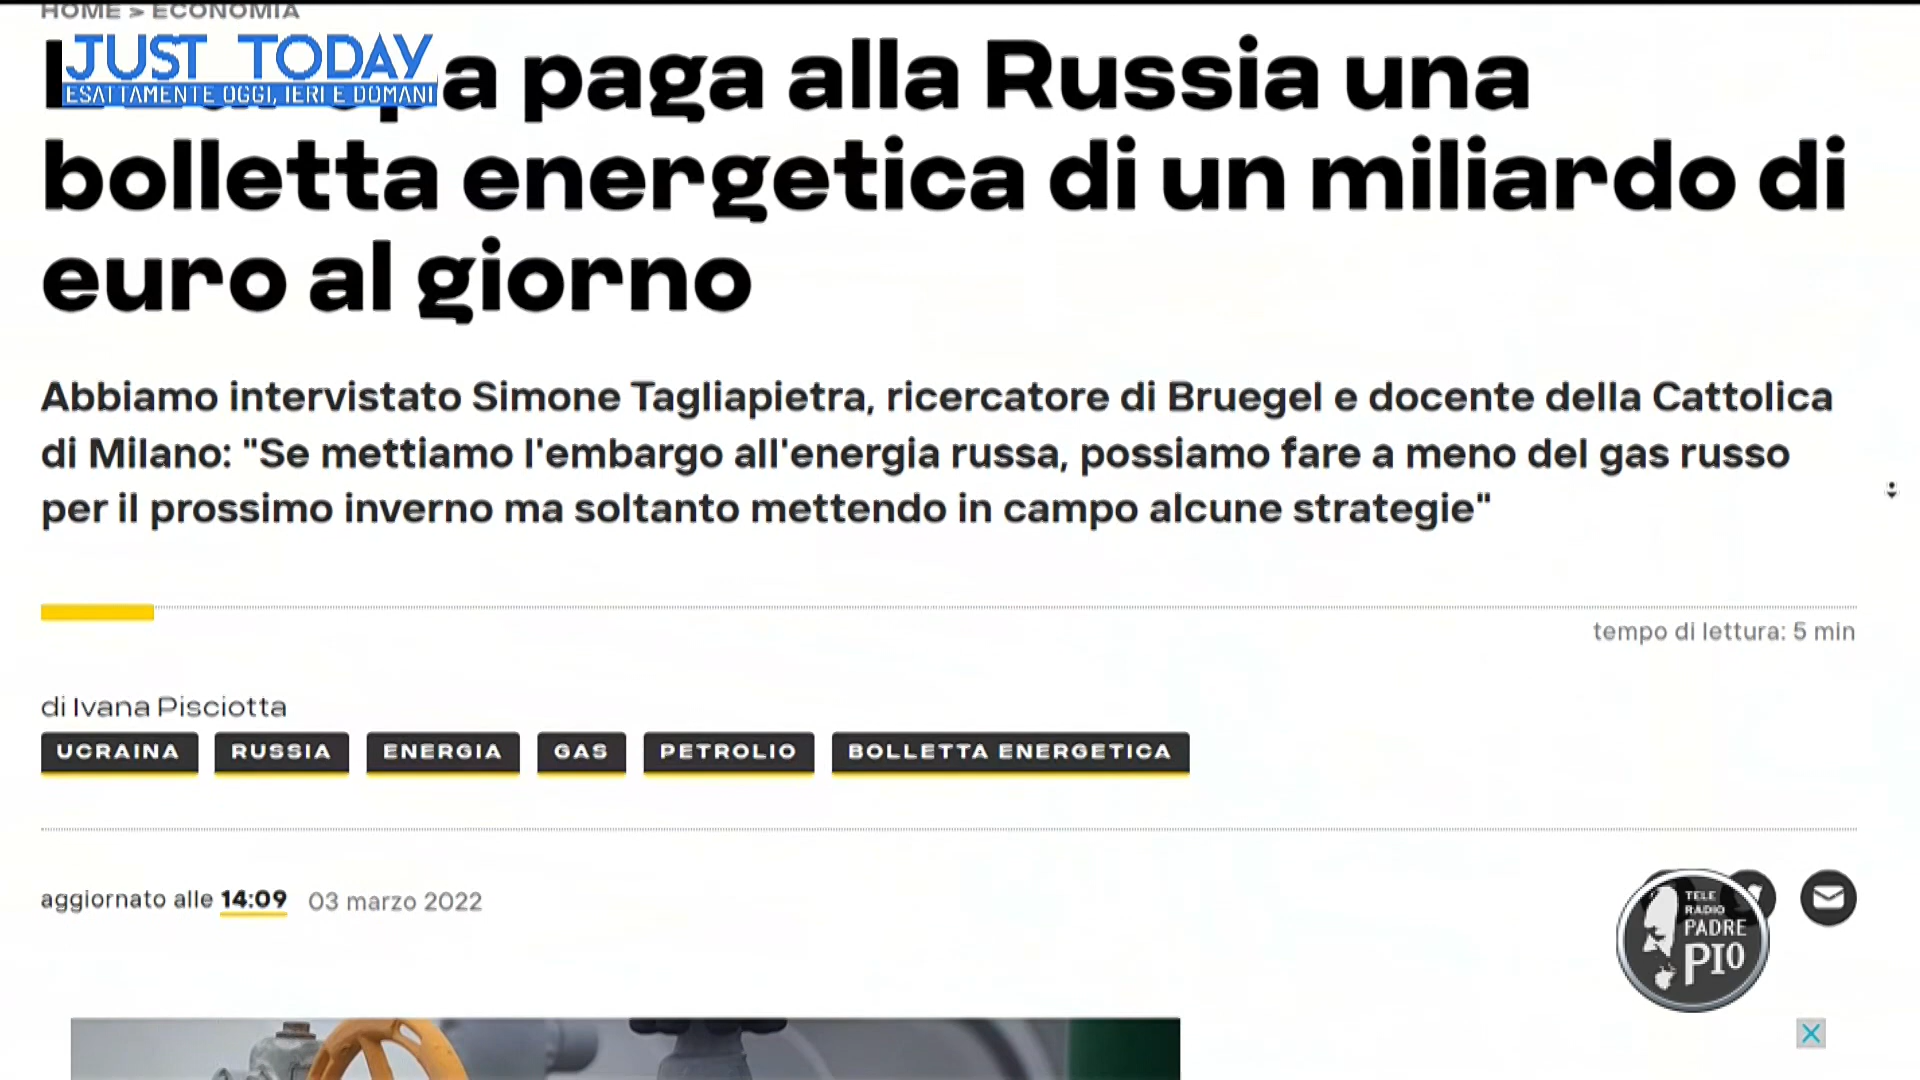 HOME > ECONOMIA
JUST TODAY
ESATTAMENTE OGGI, IERI E DOMANI
a paga alla Russia una
bolletta energetica di un miliardo di
euro al giorno
Abbiamo intervistato Simone Tagliapietra, ricercatore di Bruegel e docente della Cattolica
di Milano: "Se mettiamo l'embargo all'energia russa, possiamo fare a meno del gas russo
per il prossimo inverno ma soltanto mettendo in campo alcune strategie"
tempo di lettura: 5 min
di Ivana Pisciotta
UCRAINA RUSSIA ENERGIA GAS PETROLIO BOLLETTA ENERGETICA
aggiornato alle 14:09 03 marzo 2022
TELE
RADIO
PADRE
PIO